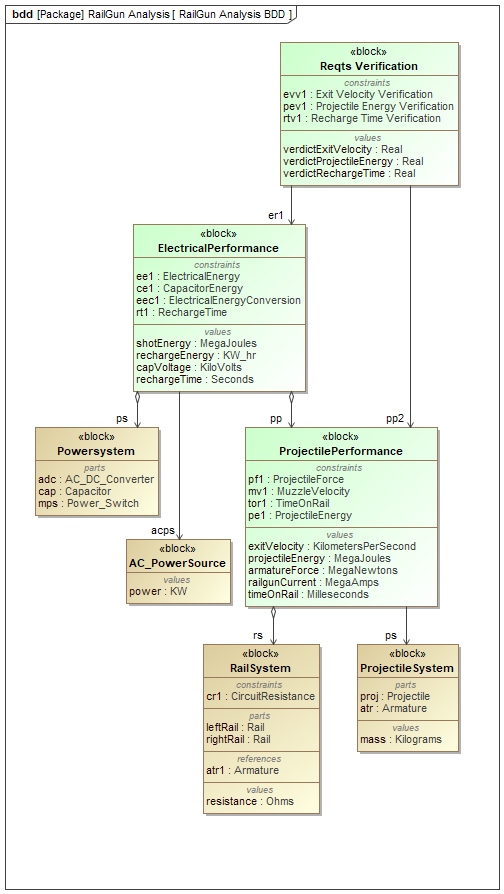 bdd [Package] RailGun Analysis [ RailGun Analysis BDD ]
«block»
Reqts Verification
constraints
evv1 : Exit Velocity Verification
pev1 : Projectile Energy Verification
rtv1 : Recharge Time Verification
values
verdictExitVelocity : Real
verdictProjectileEnergy : Real
verdictRechargeTime : Real
er1
«block»
ElectricalPerformance
constraints
ee1 : ElectricalEnergy
ce1 : CapacitorEnergy
eec1 : ElectricalEnergyConversion
rt1 : RechargeTime
values
shotEnergy : MegaJoules
rechargeEnergy : KW_hr
capVoltage : KiloVolts
rechargeTime : Seconds
ps
pp
pp2
«block»
Powersystem
parts
adc : AC_DC_Converter
cap : Capacitor
mps : Power_Switch
«block»
ProjectilePerformance
constraints
pf1 : ProjectileForce
mv1 : MuzzleVelocity
tor1 : TimeOnRail
pe1 : ProjectileEnergy
values
exitVelocity : KilometersPerSecond
projectileEnergy : MegaJoules
armatureForce : MegaNewtons
railgunCurrent : MegaAmps
timeOnRail : Milleseconds
acps
«block»
AC_PowerSource
values
power : KW
rs
ps
«block»
RailSystem
constraints
cr1 : CircuitResistance
parts
leftRail : Rail
rightRail : Rail
references
atr1 : Armature
values
resistance : Ohms
«block»
ProjectileSystem
parts
proj : Projectile
atr : Armature
values
mass : Kilograms